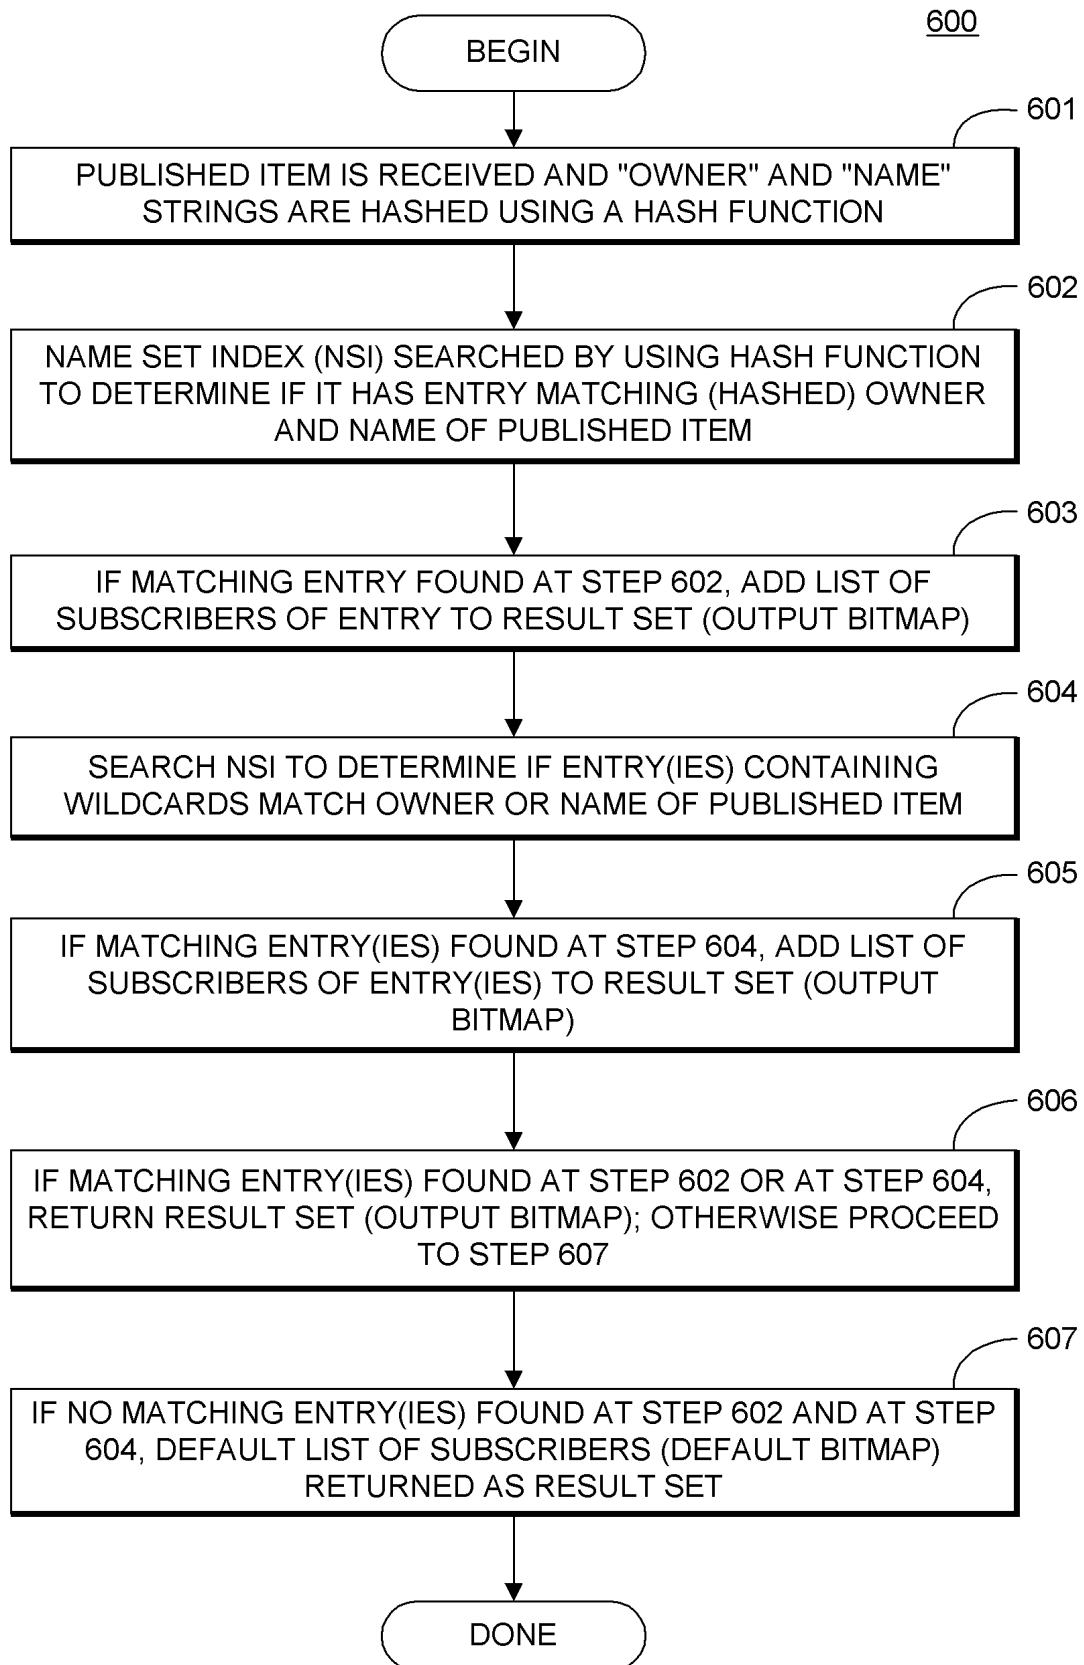 600
BEGIN
601
PUBLISHED ITEM IS RECEIVED AND "OWNER" AND "NAME"
STRINGS ARE HASHED USING A HASH FUNCTION
602
NAME SET INDEX (NSI) SEARCHED BY USING HASH FUNCTION
TO DETERMINE IF IT HAS ENTRY MATCHING (HASHED) OWNER
AND NAME OF PUBLISHED ITEM
603
IF MATCHING ENTRY FOUND AT STEP 602, ADD LIST OF
SUBSCRIBERS OF ENTRY TO RESULT SET (OUTPUT BITMAP)
604
SEARCH NSI TO DETERMINE IF ENTRY(IES) CONTAINING
WILDCARDS MATCH OWNER OR NAME OF PUBLISHED ITEM
605
IF MATCHING ENTRY(IES) FOUND AT STEP 604, ADD LIST OF
SUBSCRIBERS OF ENTRY(IES) TO RESULT SET (OUTPUT
BITMAP)
606
IF MATCHING ENTRY(IES) FOUND AT STEP 602 OR AT STEP 604,
RETURN RESULT SET (OUTPUT BITMAP); OTHERWISE PROCEED
TO STEP 607
607
IF NO MATCHING ENTRY(IES) FOUND AT STEP 602 AND AT STEP
604, DEFAULT LIST OF SUBSCRIBERS (DEFAULT BITMAP)
RETURNED AS RESULT SET
DONE